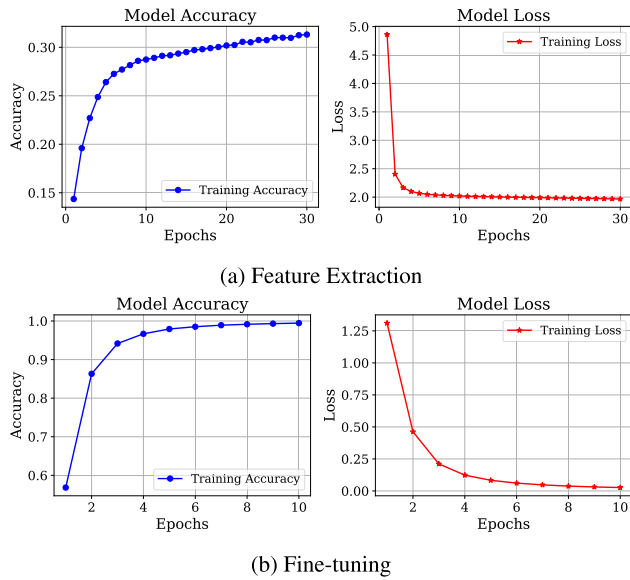 Model Accuracy
0.30
0.25
0.20
0.15
Accuracy
Training Accuracy
0 10 20 30
Epochs
Model Loss
5.0
4.5
4.0
3.5
3.0
2.5
2.0
Loss
Training Loss
0 10 20 30
Epochs
(a) Feature Extraction
Model Accuracy
1.0
0.9
0.8
0.7
0.6
Accuracy
Training Accuracy
2 4 6 8 10
Epochs
Model Loss
1.25
1.00
0.75
0.50
0.25
0.00
Loss
Training Loss
2 4 6 8 10
Epochs
(b) Fine-tuning